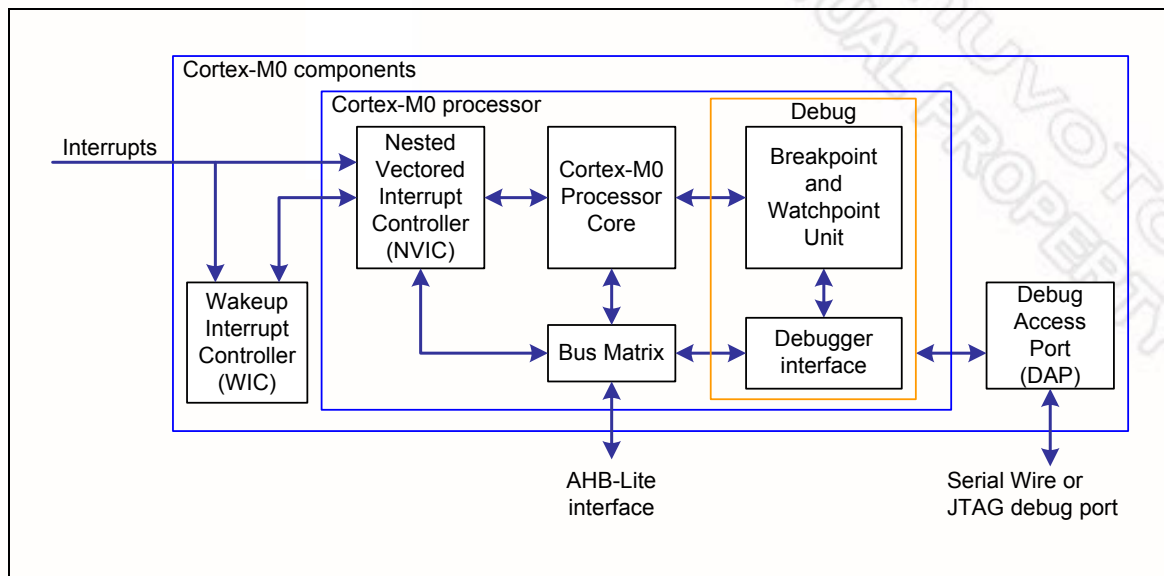 Cortex-M0 components
Cortex-M0 processor
Debug
Interrupts
Nested
Vectored
Interrupt
Controller
(NVIC)
Cortex-M0
Processor
Core
Breakpoint
and
Watchpoint
Unit
Wakeup
Interrupt
Controller
(WIC)
Bus Matrix
Debugger
interface
Debug
Access
Port
(DAP)
AHB-Lite
interface
Serial Wire or
JTAG debug port